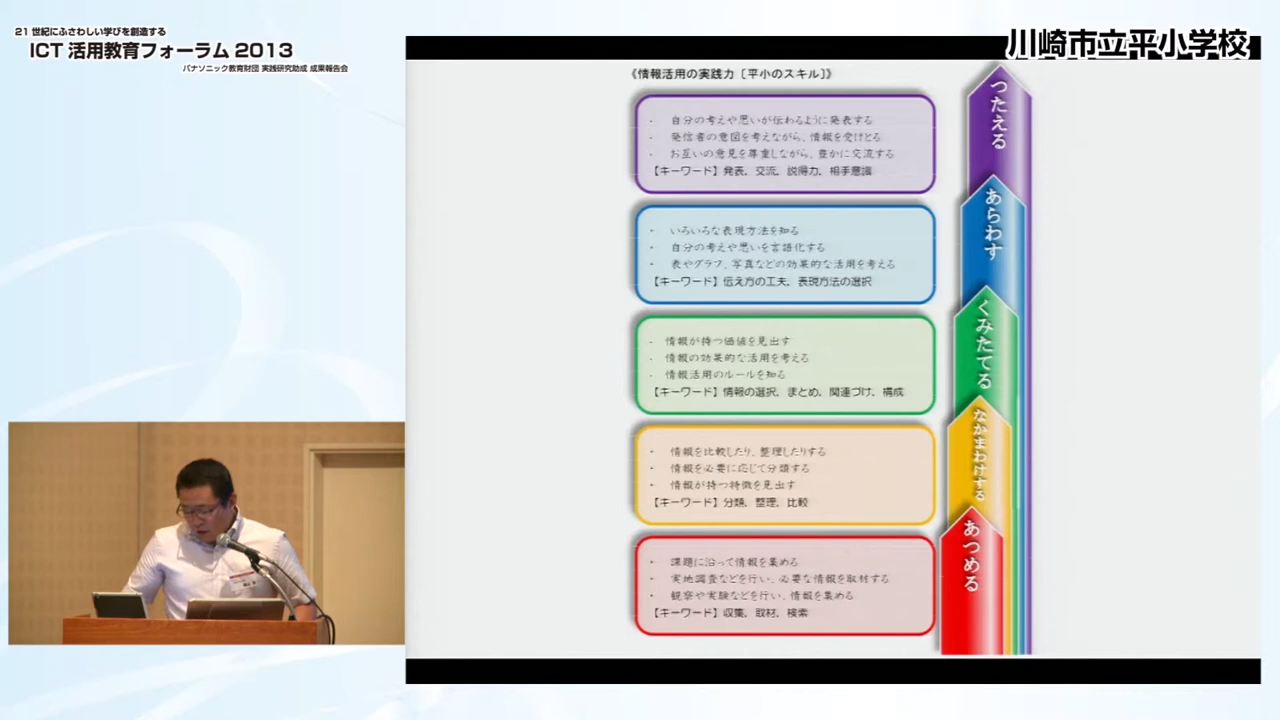 21 世紀にふさわしい学びを創造する
ICT 活用教育フォーラム 2013
パナソニック教育財団 実践研究助成 成果報告会
川崎市立平小学校
《情報活用の実践力〔平小のスキル〕》
・ 自分の考えや思いが伝わるように発表する
・ 発信者の意図を考えながら、情報を受けとる
・ お互いの意見を尊重しながら、豊かに交流する
【キーワード】発表、交流、説得力、相手意識
つたえる
・ いろいろな表現方法を知る
・ 自分の考えや思いを言語化する
・ 表やグラフ、写真などの効果的な活用を考える
【キーワード】伝え方の工夫、表現方法の選択
あらわす
・ 情報が持つ価値を見出す
・ 情報の効果的な活用を考える
・ 情報活用のルールを知る
【キーワード】情報の選択、まとめ、関連づけ、構成
くみたてる
・ 情報を比較したり、整理したりする
・ 情報を必要に応じて分類する
・ 情報が持つ特徴を見出す
【キーワード】分類、整理、比較
なかまわけする
・ 課題に沿って情報を集める
・ 実地調査などを行い、必要な情報を取材する
・ 観察や実験などを行い、情報を集める
【キーワード】収集、取材、検索
あつめる